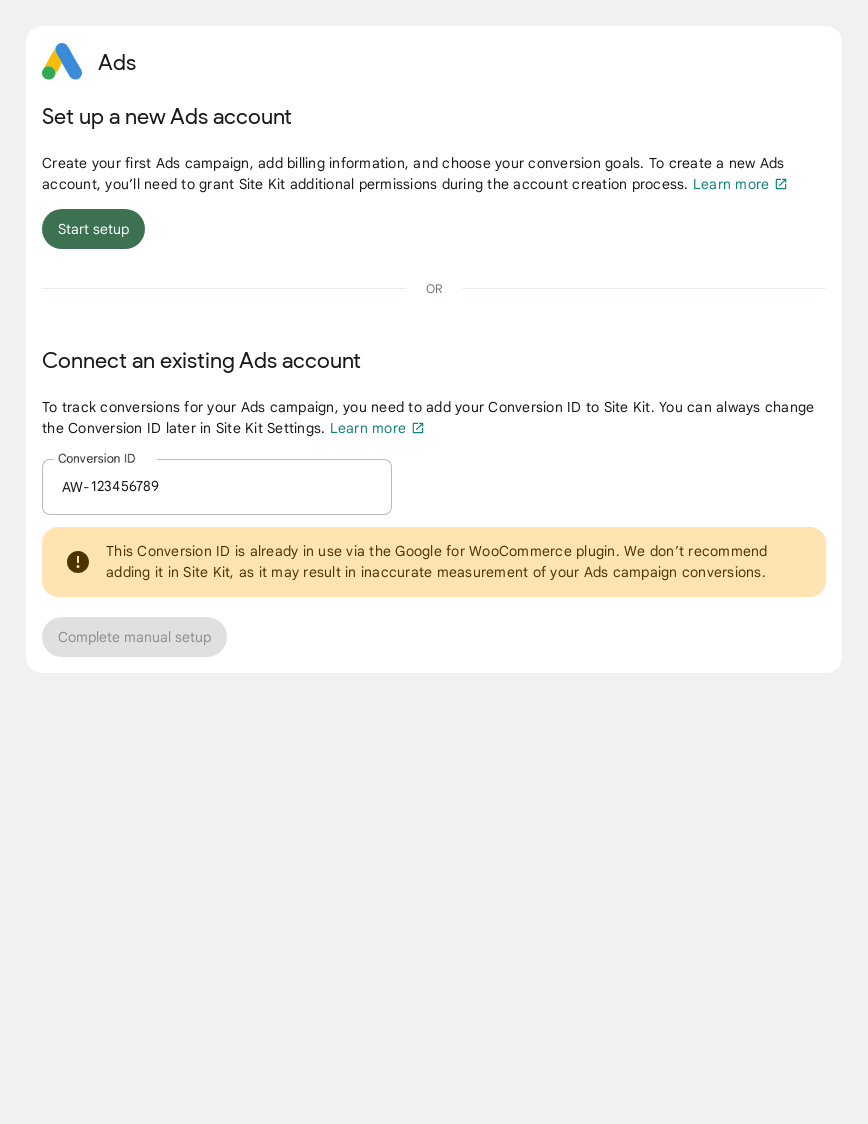 Ads
Set up a new Ads account
Create your first Ads campaign, add billing information, and choose your conversion goals. To create a new Ads
account, you’ll need to grant Site Kit additional permissions during the account creation process. Learn more
Start setup
OR
Connect an existing Ads account
To track conversions for your Ads campaign, you need to add your Conversion ID to Site Kit. You can always change
the Conversion ID later in Site Kit Settings. Learn more
Conversion ID
AW-123456789
This Conversion ID is already in use via the Google for WooCommerce plugin. We don’t recommend
adding it in Site Kit, as it may result in inaccurate measurement of your Ads campaign conversions.
Complete manual setup